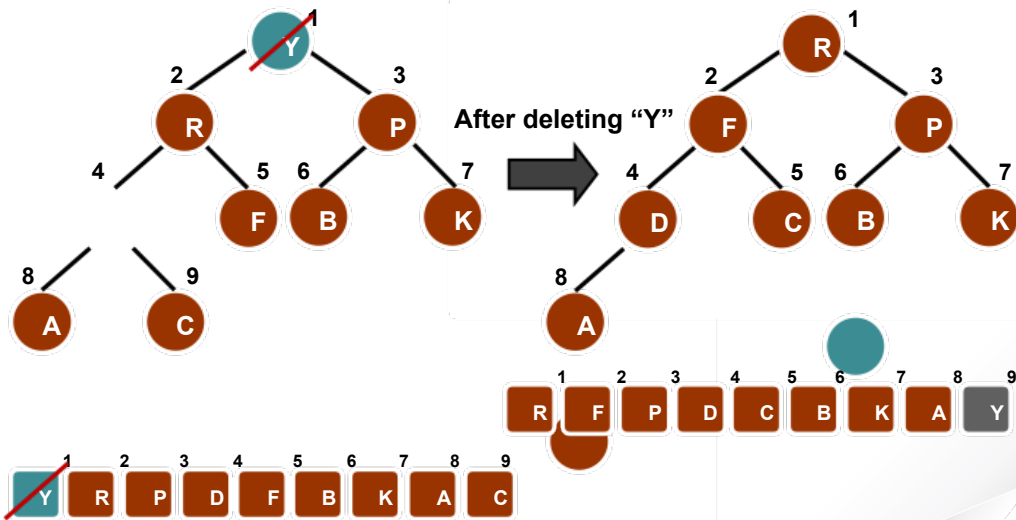 1
Y
1
R
2
3
2
3
R
P
F
P
After deleting “Y”
4
5
6
7
4
5
6
7
F
B
K
D
C
B
K
8
9
8
A
C
A
1 2 3 4 5 6 7 8 9
R F P D C B K A Y
1 2 3 4 5 6 7 8 9
Y R P D F B K A C